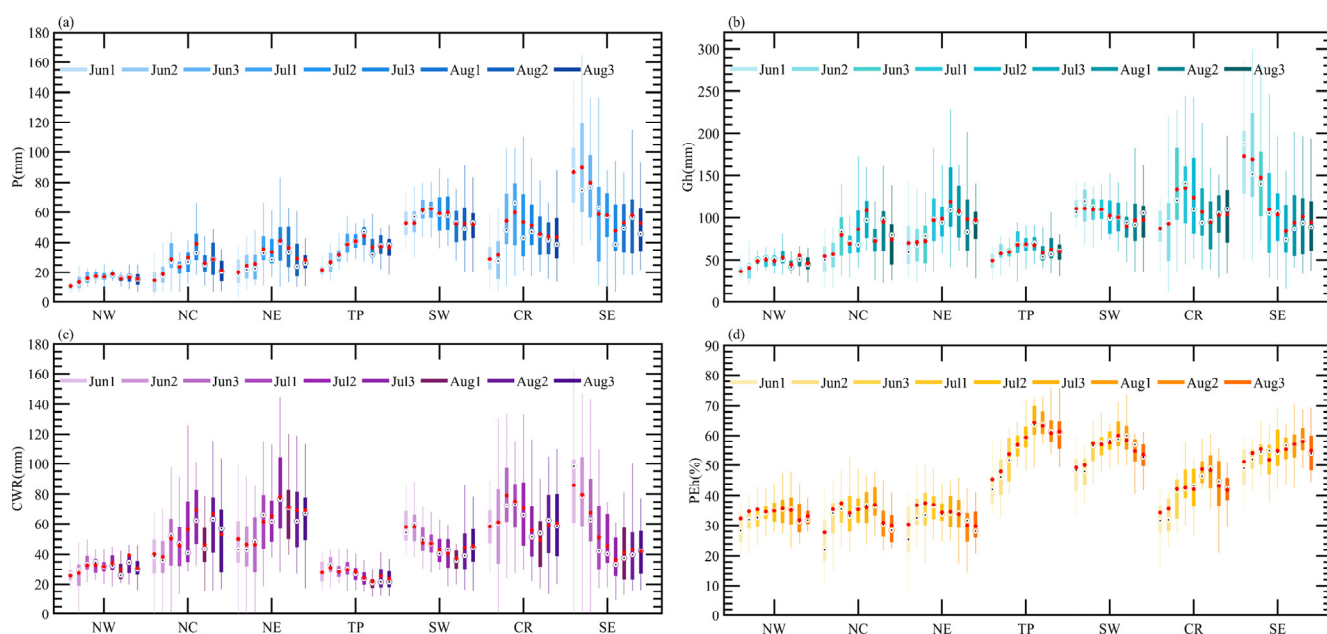 (a)
180
160
140
120
100
80
60
40
20
0
P(mm)
Jun1 Jun2 Jun3 Jul1 Jul2 Jul3 Aug1 Aug2 Aug3
NW NC NE TP SW CR SE
(b)
300
250
200
150
100
50
0
Gh(mm)
Jun1 Jun2 Jun3 Jul1 Jul2 Jul3 Aug1 Aug2 Aug3
NW NC NE TP SW CR SE
(c)
180
160
140
120
100
80
60
40
20
0
CWR(mm)
Jun1 Jun2 Jun3 Jul1 Jul2 Jul3 Aug1 Aug2 Aug3
NW NC NE TP SW CR SE
(d)
90
80
70
60
50
40
30
20
10
0
PEh(%)
Jun1 Jun2 Jun3 Jul1 Jul2 Jul3 Aug1 Aug2 Aug3
NW NC NE TP SW CR SE